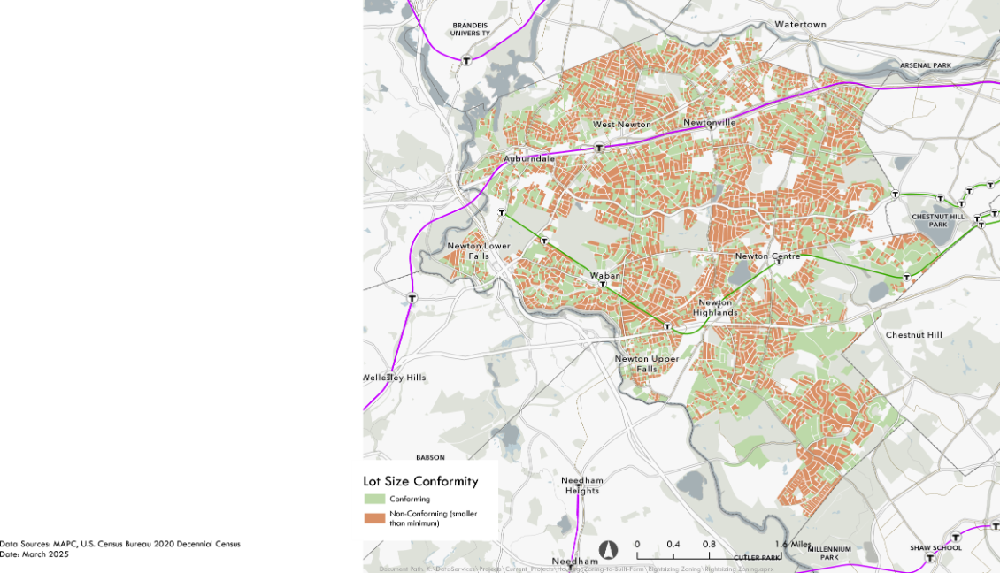 BRANDEIS
UNIVERSITY
Watertown
ARSENAL PARK
West Newton
Newtonville
Auburndale
CHESTNUT HILL
PARK
Newton Lower
Falls
Newton Centre
Waban
Newton
Highlands
Chestnut Hill
Newton Upper
Falls
Wellesley Hills
BABSON
Lot Size Conformity
Conforming
Non-Conforming (smaller
than minimum)
Needham
Heights
Data Sources: MAPC, U.S. Census Bureau 2020 Decennial Census
Date: March 2025
0 0.4 0.8 1.6 Miles
CUTLER PARK
MILLENNIUM
PARK
SHAW SCHOOL
Needham